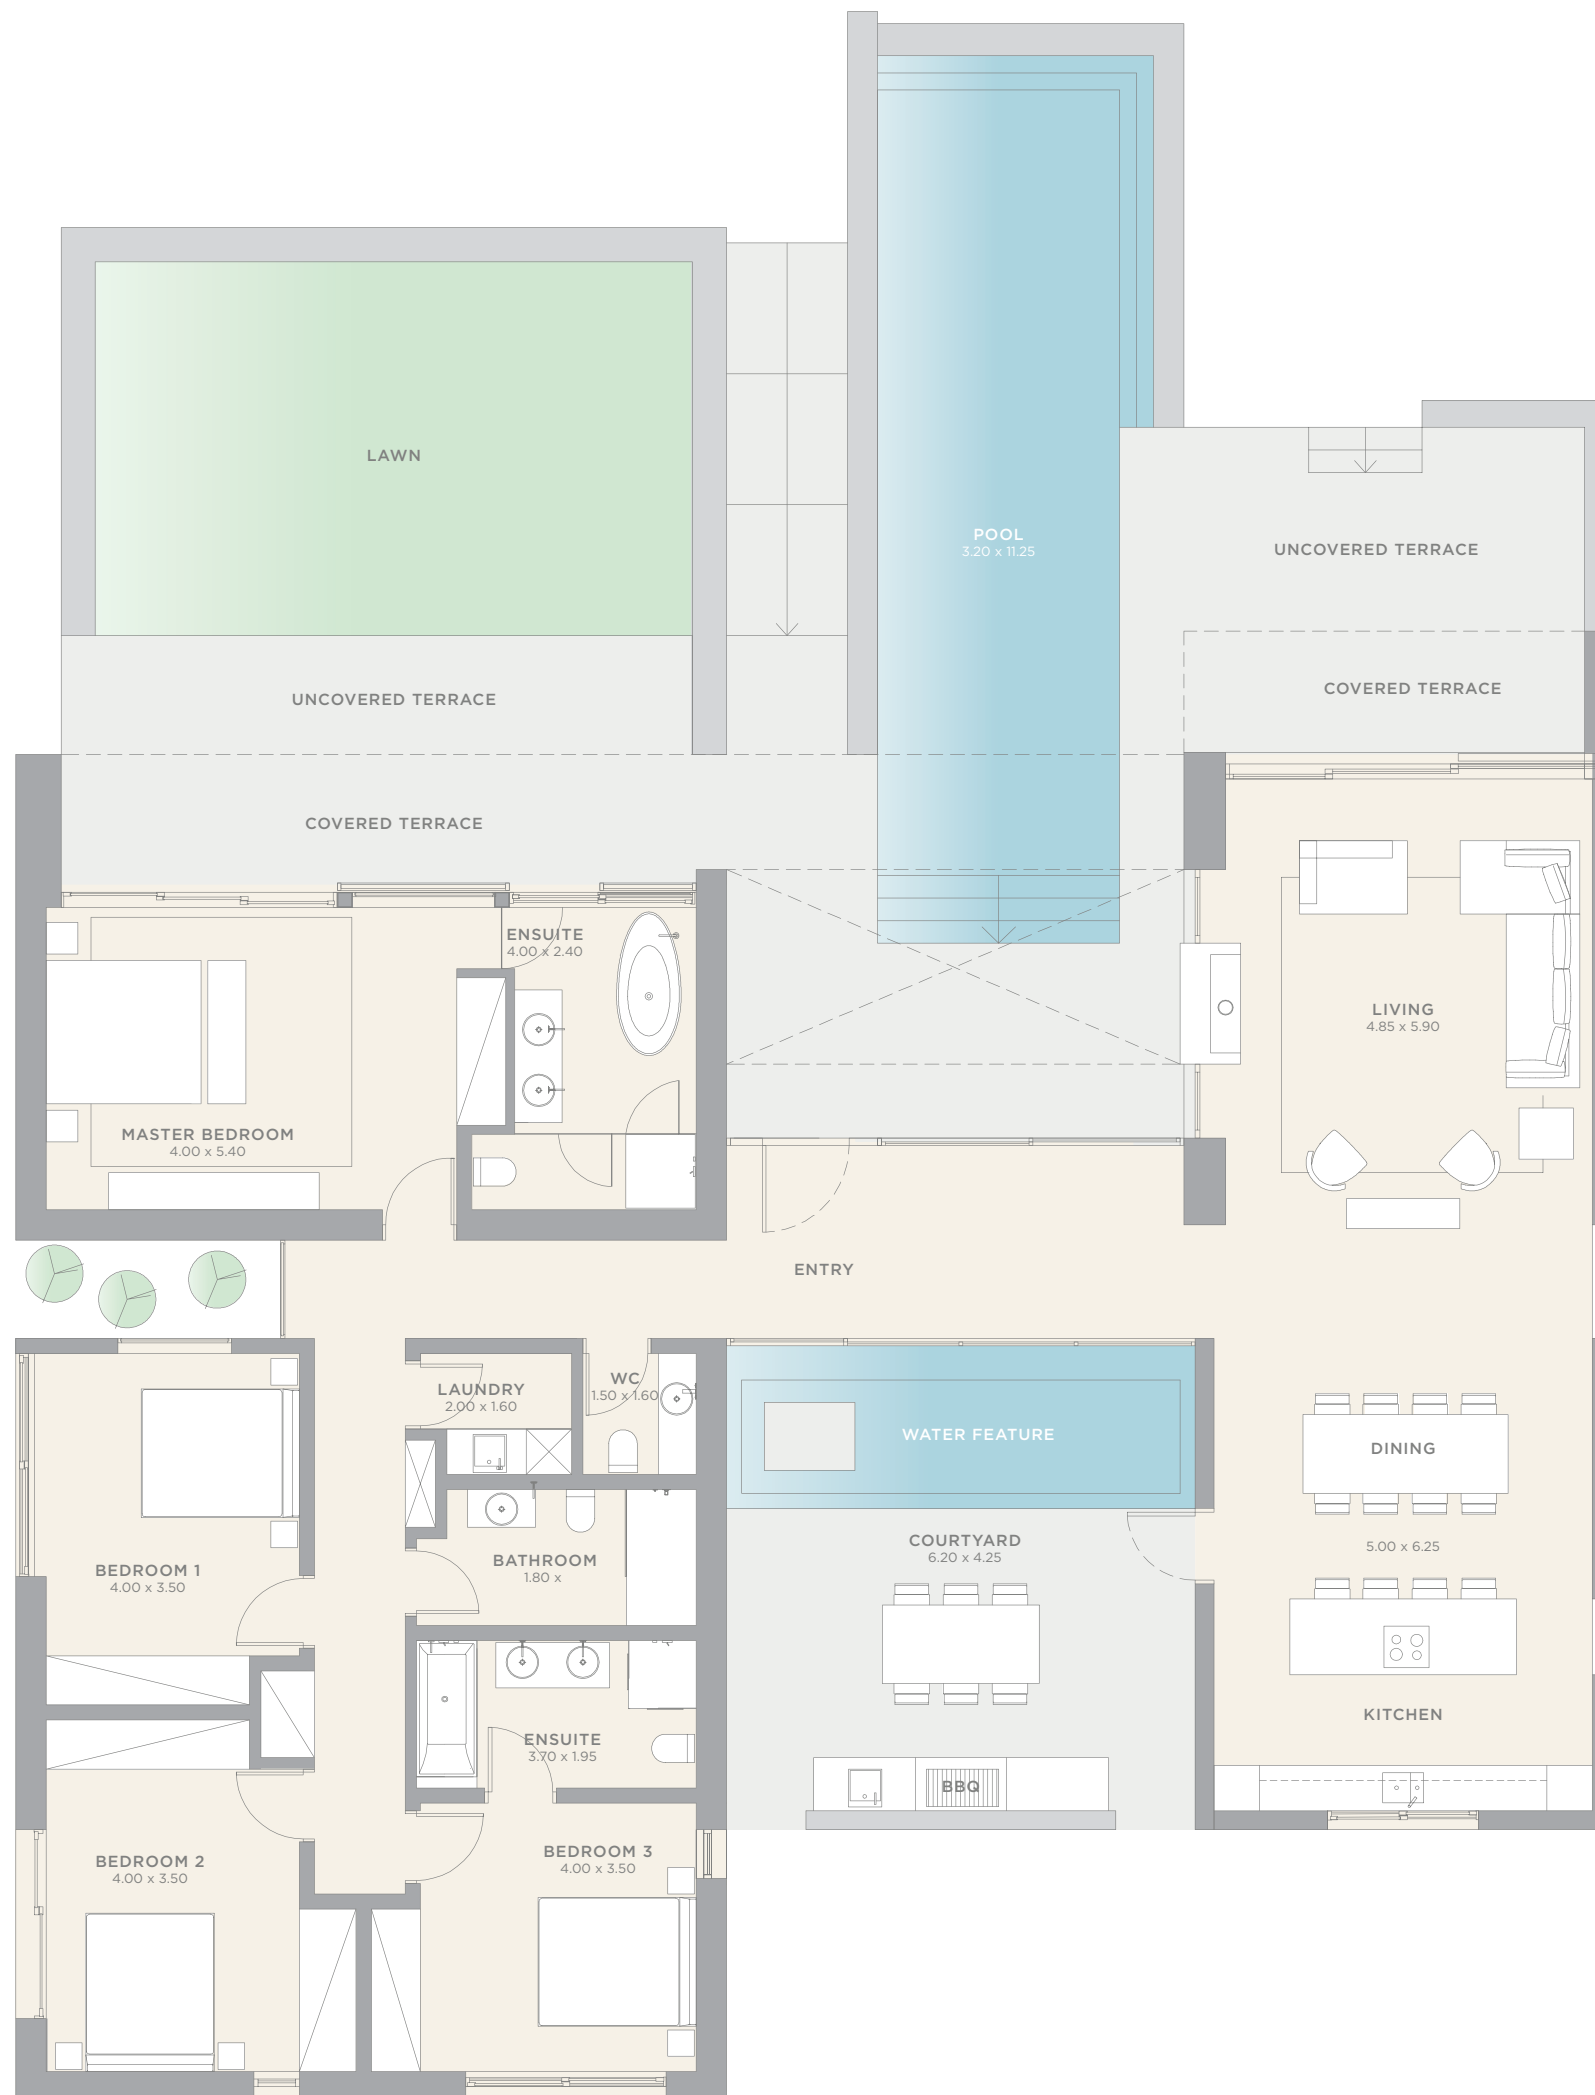 LAWN
POOL
3.20 x 11.25
UNCOVERED TERRACE
COVERED TERRACE
UNCOVERED TERRACE
COVERED TERRACE
ENSUITE
4.00 x 2.40
LIVING
4.85 x 5.90
MASTER BEDROOM
4.00 x 5.40
ENTRY
LAUNDRY
2.00 x 1.60
WC
1.50 x 1.60
WATER FEATURE
DINING
COURTYARD
6.20 x 4.25
5.00 x 6.25
BEDROOM 1
4.00 x 3.50
BATHROOM
1.80 x
KITCHEN
ENSUITE
3.70 x 1.95
BBQ
BEDROOM 2
4.00 x 3.50
BEDROOM 3
4.00 x 3.50